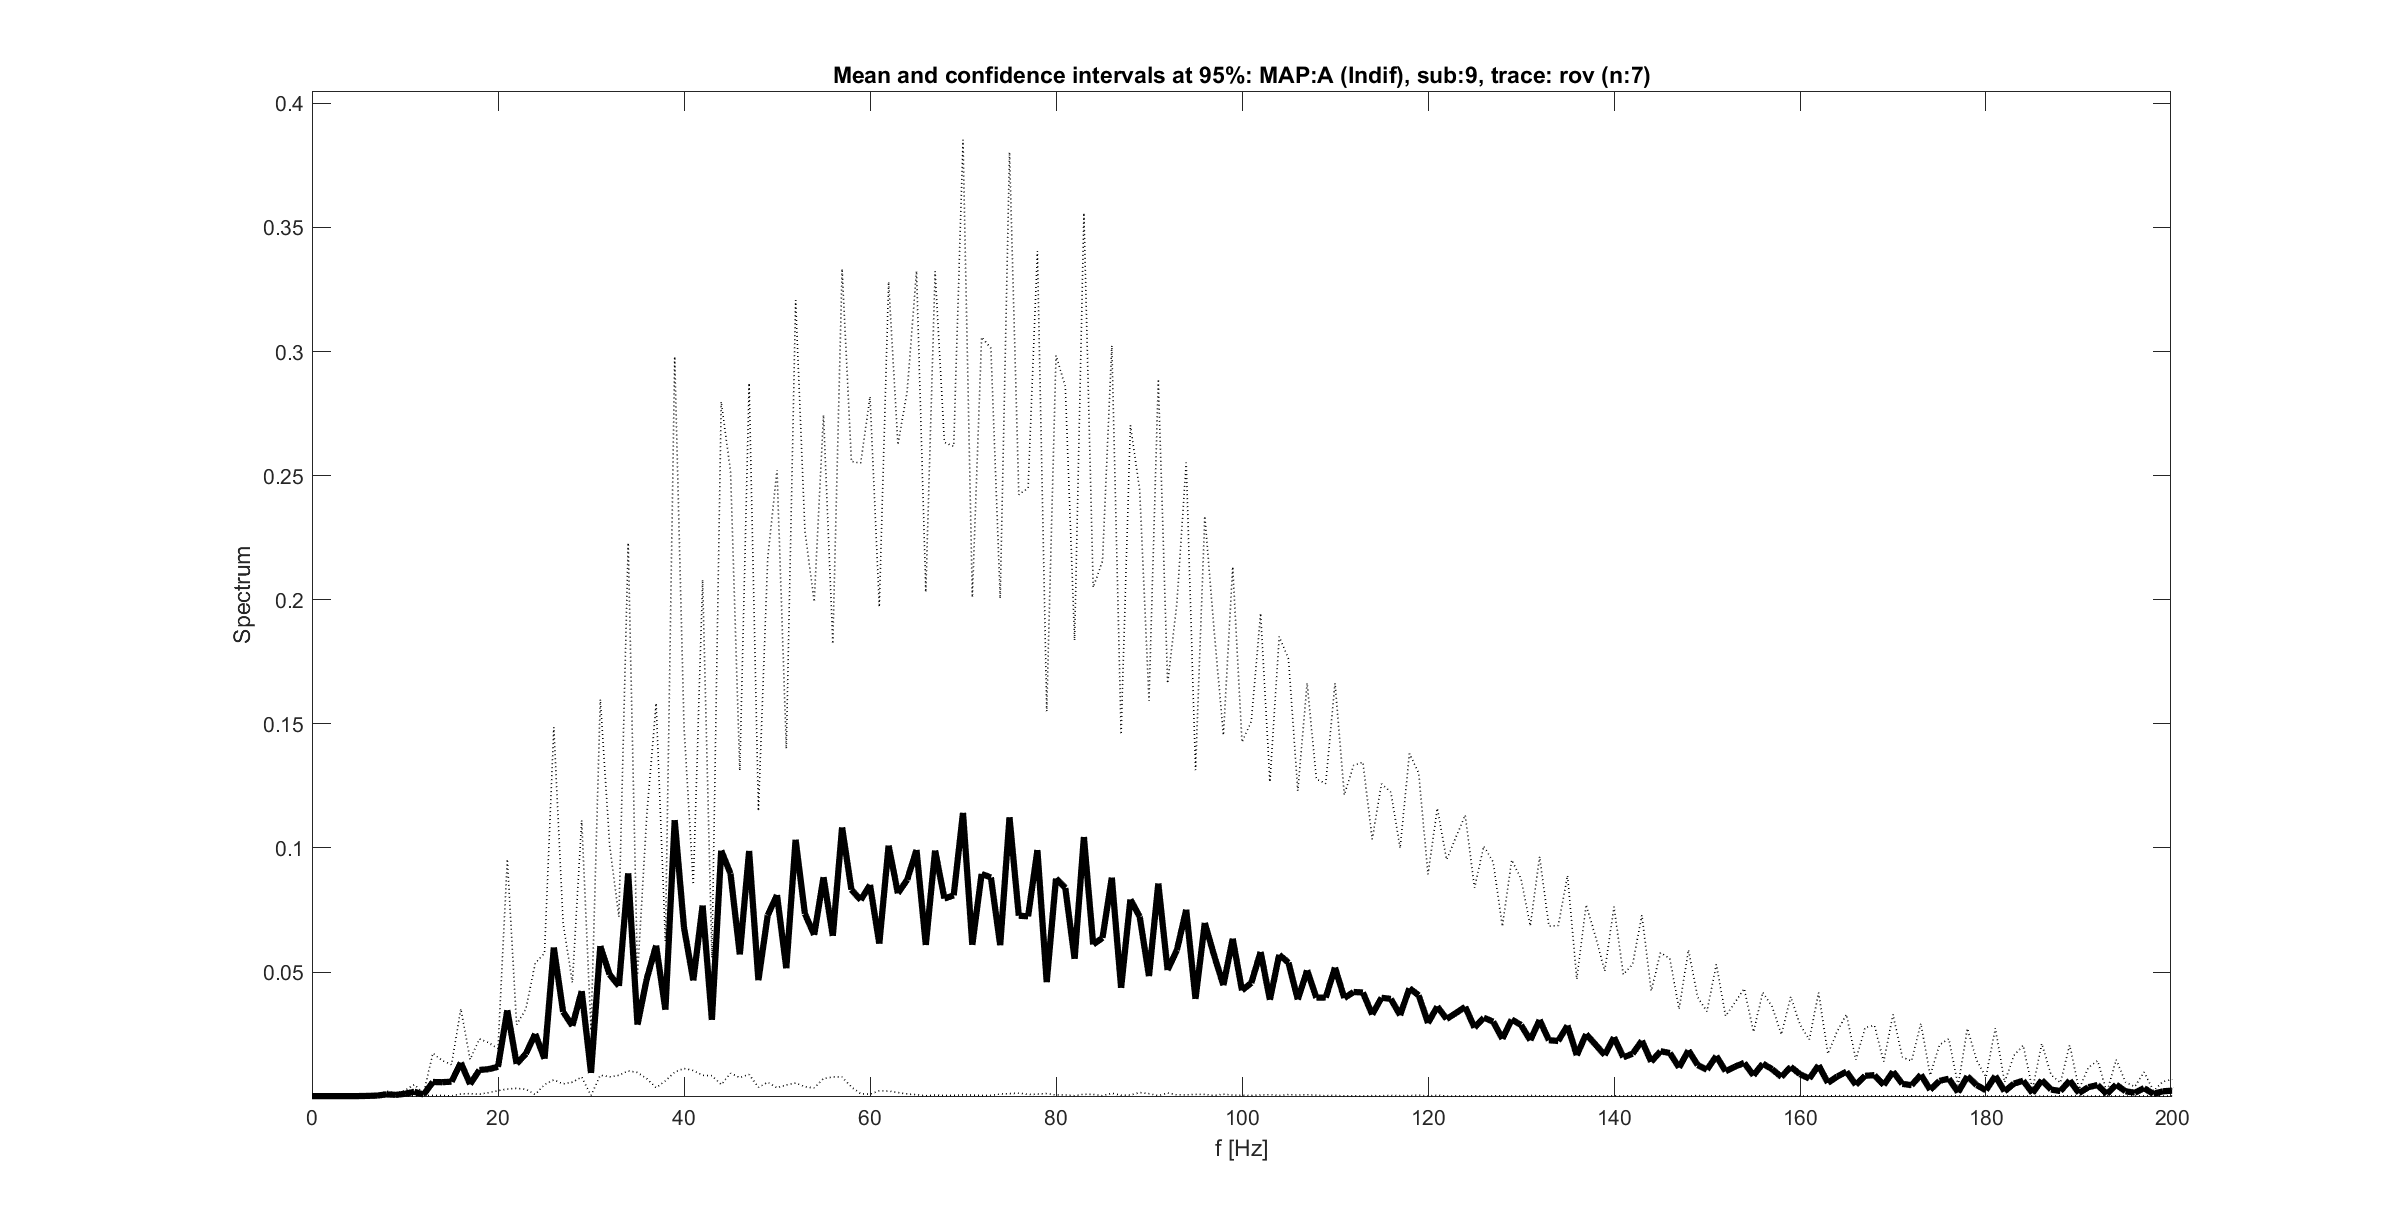 Mean and confidence intervals at 95%: MAP:A (Indif), sub:9, trace: rov (n:7)
0.4
0.35
0.3
0.25
0.2
0.15
0.1
0.05
Spectrum
0 20 40 60 80 100 120 140 160 180 200
f [Hz]